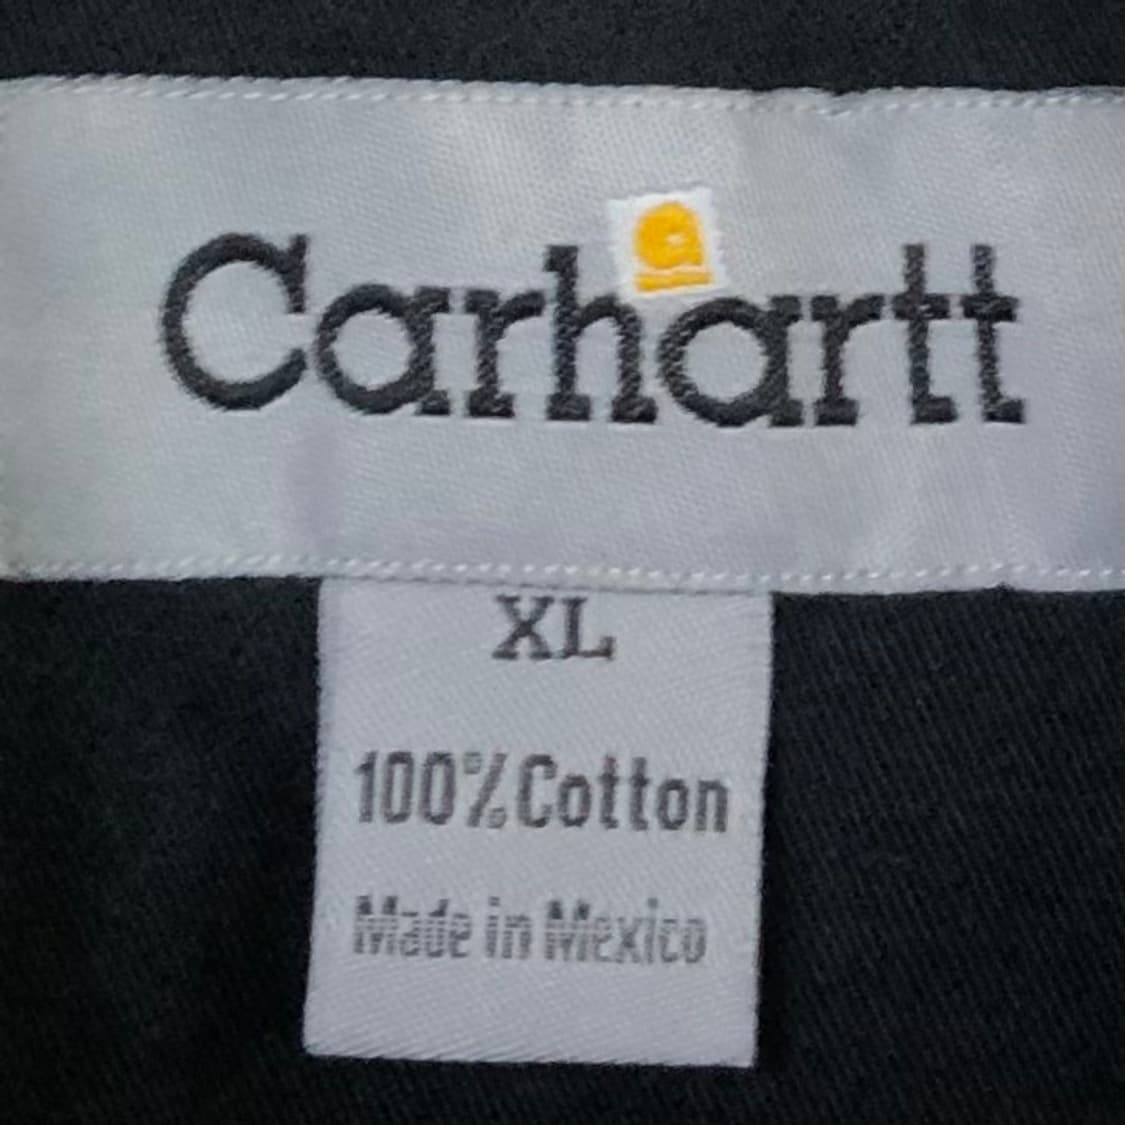 Carhartt
XL
100% Cotton
Made in Mexico